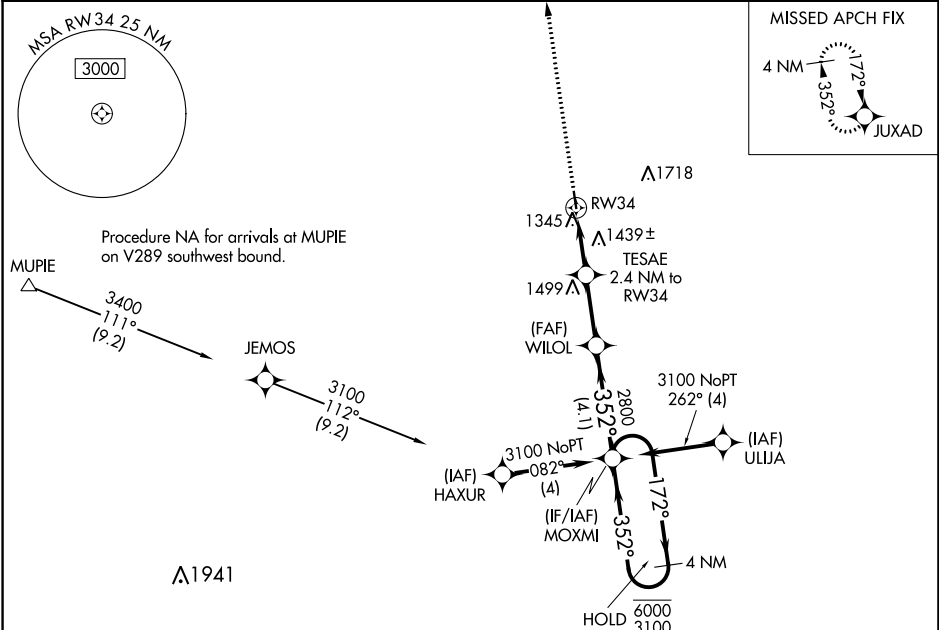 MSA RW34 25 NM
3000
MISSED APCH FIX
4 NM
172°
352°
JUXAD
1718
RW34
1345
1439±
TESAE
2.4 NM to
RW34
1499
Procedure NA for arrivals at MUPIE
on V289 southwest bound.
MUPIE
3400
111°
(9.2)
JEMOS
3100
112°
(9.2)
(FAF)
WILOL
2800
352°
(4.1)
3100 NoPT
262° (4)
(IAF)
ULIJA
3100 NoPT
082°
(4)
(IAF)
HAXUR
(IF/IAF)
MOXMI
172°
352°
4 NM
HOLD
6000
3100
1941